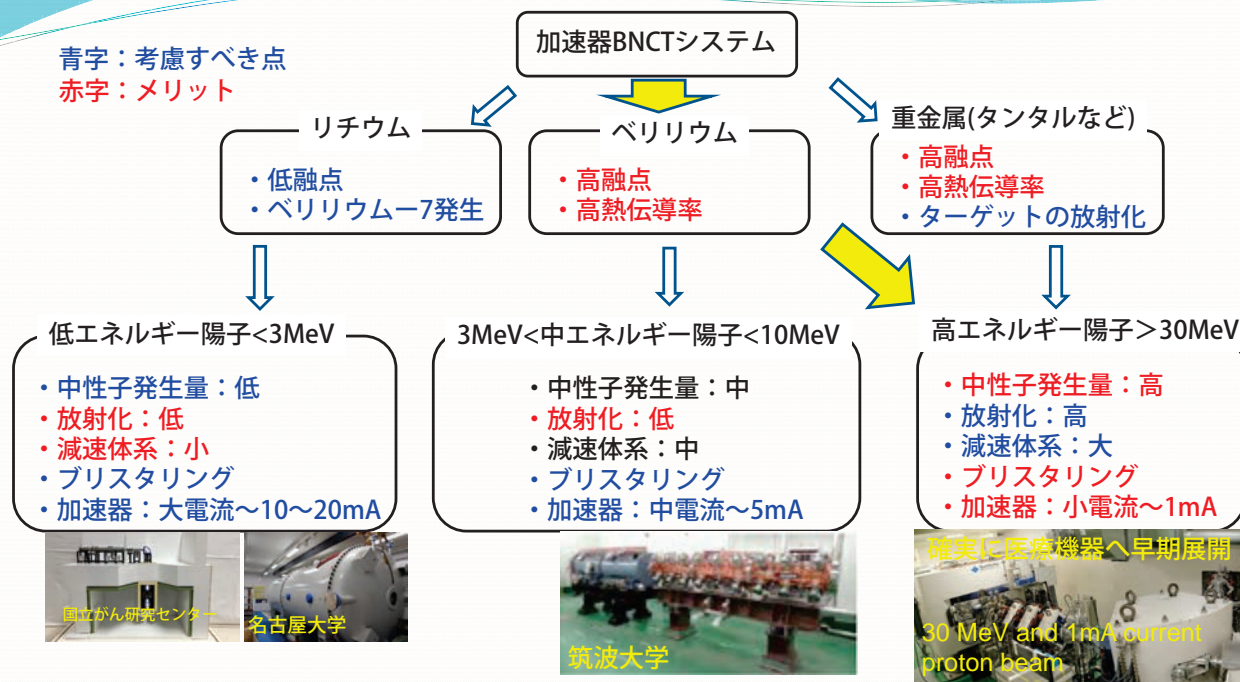 加速器BNCTシステム
青字：考慮すべき点
赤字：メリット
リチウム
・低融点
・ベリリウムー7発生
ベリリウム
・高融点
・高熱伝導率
重金属(タンタルなど)
・高融点
・高熱伝導率
・ターゲットの放射化
低エネルギー陽子<3MeV
・中性子発生量：低
・放射化：低
・減速体系：小
・ブリスタリング
・加速器：大電流～10～20mA
3MeV<中エネルギー陽子<10MeV
・中性子発生量：中
・放射化：低
・減速体系：中
・ブリスタリング
・加速器：中電流～5mA
高エネルギー陽子＞30MeV
・中性子発生量：高
・放射化：高
・減速体系：大
・ブリスタリング
・加速器：小電流～1mA
国立がん研究センター
名古屋大学
筑波大学
確実に医療機器へ早期展開
30 MeV and 1mA current
proton beam